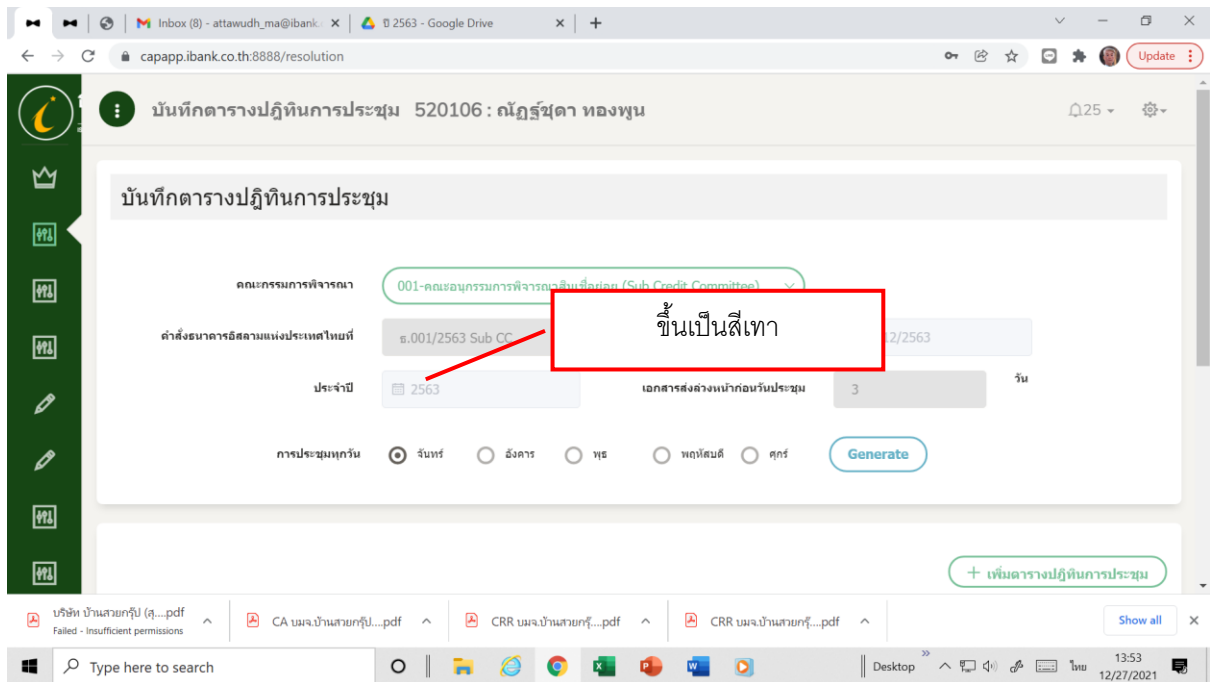 Inbox (8) - attawudh_ma@ibank.c
ปี 2563 - Google Drive
capapp.ibank.co.th:8888/resolution
Update
บันทึกตารางปฎิทินการประชุม 520106 : ณัฏฐ์ชุตา ทองพูน
25
บันทึกตารางปฎิทินการประชุม
คณะกรรมการพิจารณา
001-คณะอนุกรรมการพิจารณาสินเชื่อย่อย (Sub Credit Committee)
ขึ้นเป็นสีเทา
คำสั่งธนาคารอิสลามแห่งประเทศไทยที่
ธ.001/2563 Sub CC
12/2563
ประจำปี
2563
เอกสารส่งล่วงหน้าก่อนวันประชุม
3
วัน
การประชุมทุกวัน
จันทร์
อังคาร
พุธ
พฤหัสบดี
ศุกร์
Generate
+ เพิ่มตารางปฎิทินการประชุม
บริษัท บ้านสวยกรุ๊ป (สุ....pdf
Failed - Insufficient permissions
CA บมจ.บ้านสวยกรุ๊ป....pdf
CRR บมจ.บ้านสวยกรุ๊....pdf
CRR บมจ.บ้านสวยกรุ๊....pdf
Show all
Type here to search
Desktop
ไทย
13:53
12/27/2021